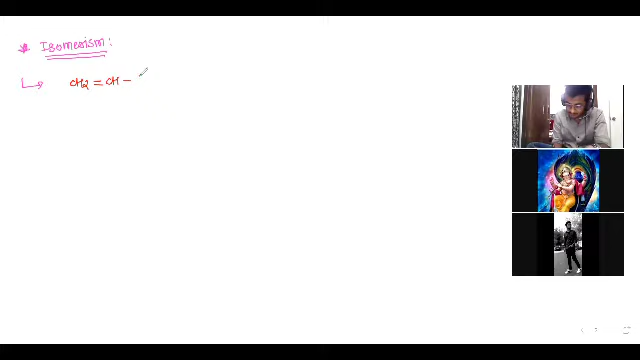 * Isomerism:
↳ CH2 = CH -